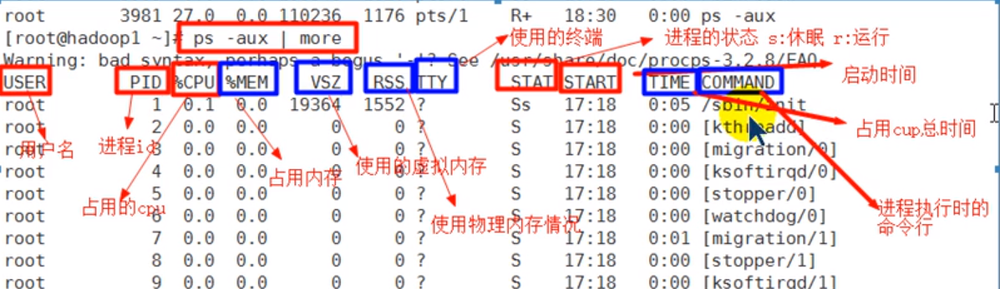 root 3981 27.0 0.0 110236 1176 pts/1 R+ 18:30 0:00 ps -aux
[root@hadoop1 ~]# ps -aux | more 使用的终端 进程的状态 s:休眠 r:运行
Warning: bad syntax, perhaps a bogus '-'? See /usr/share/doc/procps-3.2.8/FAQ
启动时间
USER PID %CPU %MEM VSZ RSS TTY STAT START TIME COMMAND
root 1 0.1 0.0 19364 1552 ? Ss 17:18 0:05 /sbin/init
root 2 0.0 0.0 0 0 ? S 17:18 0:00 [kthreadd]
占用cup总时间
用户名 进程id
root 3 0.0 0.0 0 0 ? S 17:18 0:00 [migration/0]
占用内存 使用的虚拟内存
root 4 0.0 0.0 0 0 ? S 17:18 0:00 [ksoftirqd/0]
root 5 0.0 0.0 0 0 ? S 17:18 0:00 [stopper/0]
占用的cpu
进程执行时的
命令行
root 6 0.0 0.0 0 0 ? S 17:18 0:00 [watchdog/0]
使用物理内存情况
root 7 0.0 0.0 0 0 ? S 17:18 0:01 [migration/1]
root 8 0.0 0.0 0 0 ? S 17:18 0:00 [stopper/1]
root 9 0.0 0.0 0 0 ? S 17:18 0:00 [ksoftirqd/1]